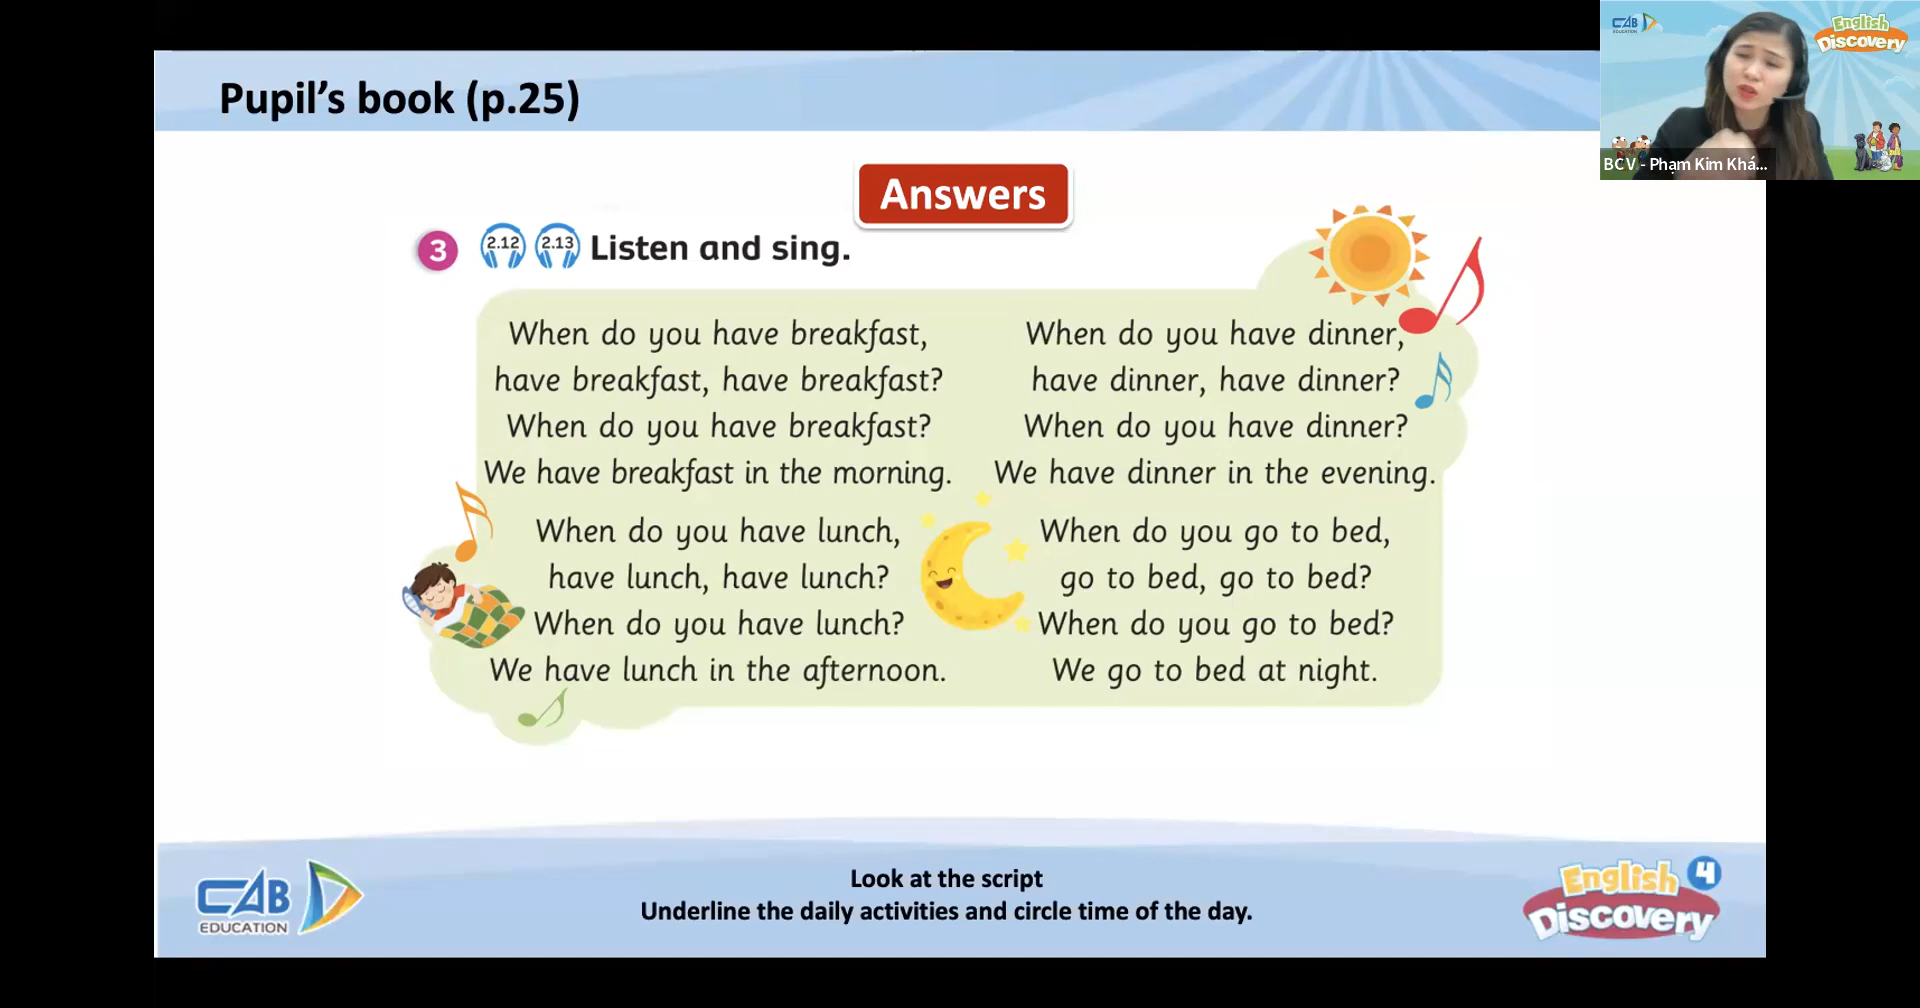 Pupil's book (p.25)
Answers
3 2.12 2.13 Listen and sing.
When do you have breakfast,
have breakfast, have breakfast?
When do you have breakfast?
We have breakfast in the morning.
When do you have lunch,
have lunch, have lunch?
When do you have lunch?
We have lunch in the afternoon.
When do you have dinner,
have dinner, have dinner?
When do you have dinner?
We have dinner in the evening.
When do you go to bed,
go to bed, go to bed?
When do you go to bed?
We go to bed at night.
Look at the script
Underline the daily activities and circle time of the day.
CAB
EDUCATION
English 4
Discovery
CAB
EDUCATION
English
Discovery
BCV - Phạm Kim Khá...